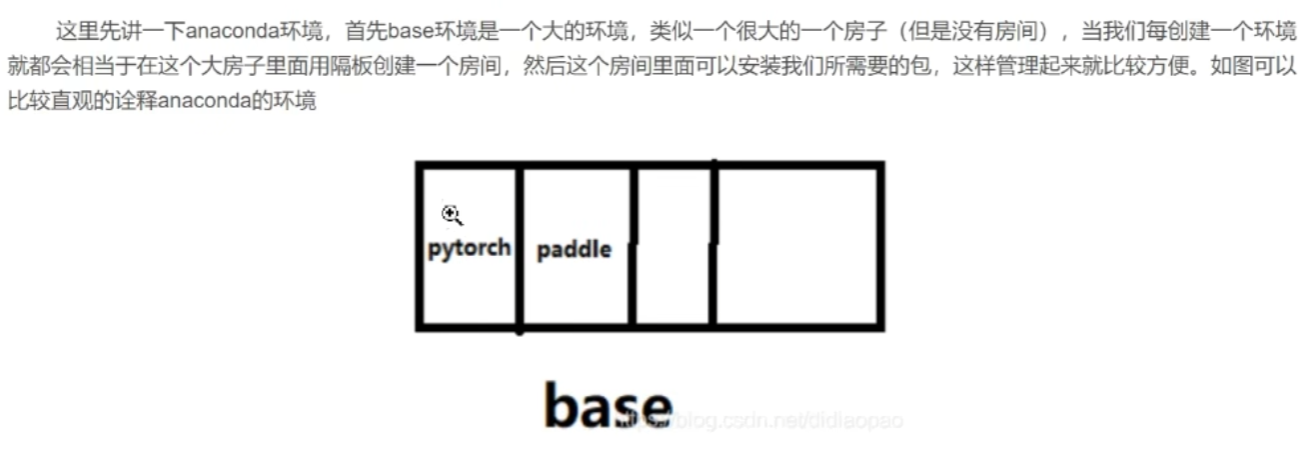 这里先讲一下anaconda环境，首先base环境是一个大的环境，类似一个很大的一个房子（但是没有房间），当我们每创建一个环境
就都会相当于在这个大房子里面用隔板创建一个房间，然后这个房间里面可以安装我们所需要的包，这样管理起来就比较方便。如图可以
比较直观的诠释anaconda的环境
pytorch paddle
base
https://blog.csdn.net/didiaopao